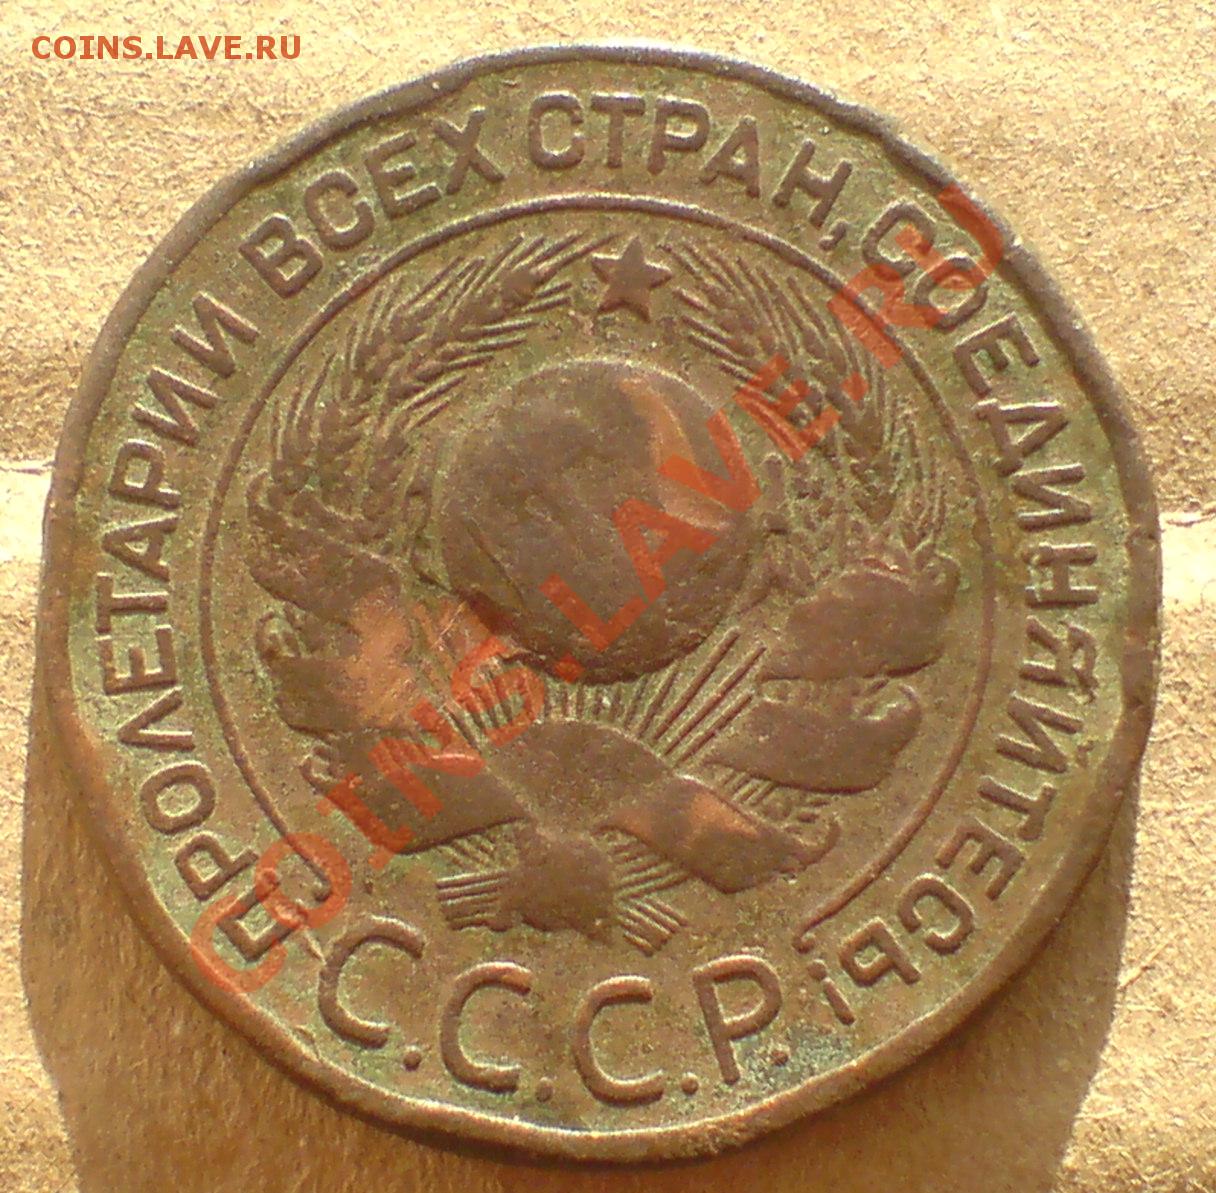 COINS.LAVE.RU
ПРОЛЕТАРИИ ВСЕХ СТРАН, СОЕДИНЯЙТЕСЬ!
С.С.С.Р.
COINS.LAVE.RU